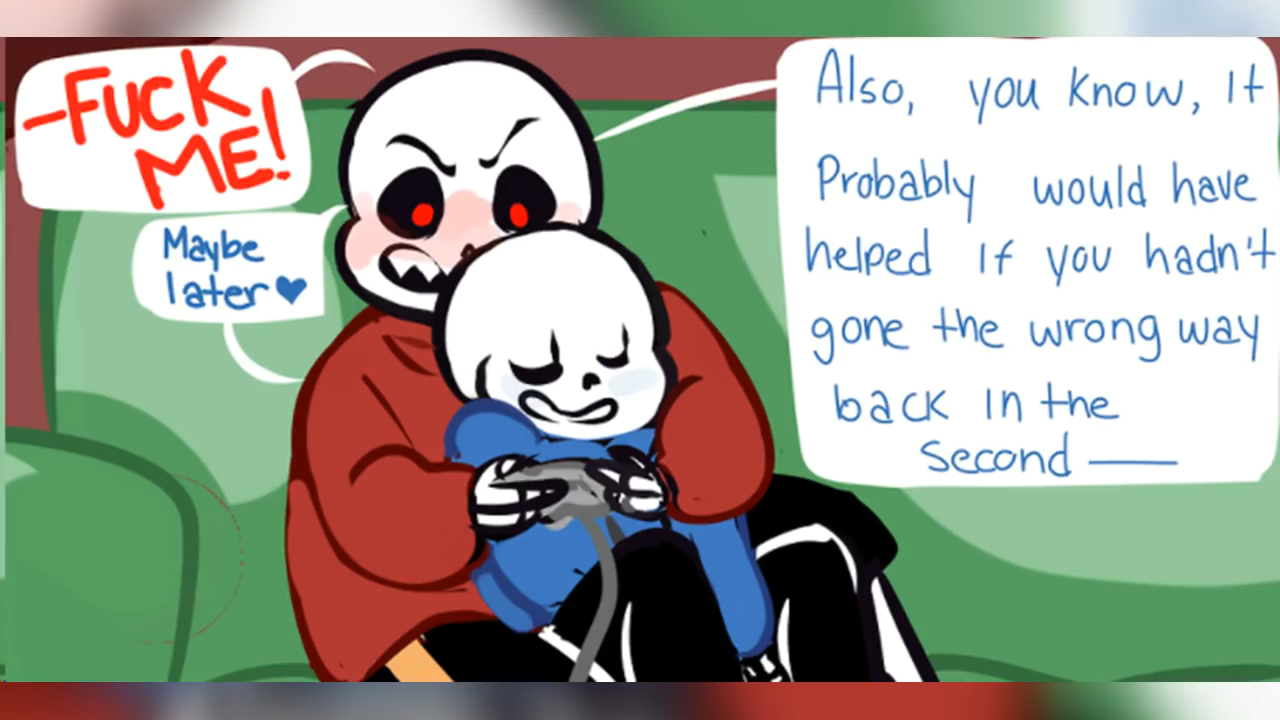 -FUCK
ME!
Maybe
later♥
Also, you know, It
Probably would have
helped If you hadn't
gone the wrong way
back in the
second —